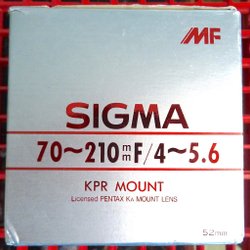 MF
SIGMA
70~210mm F/4~5.6
KPR MOUNT
Licensed PENTAX KA MOUNT LENS
52mm